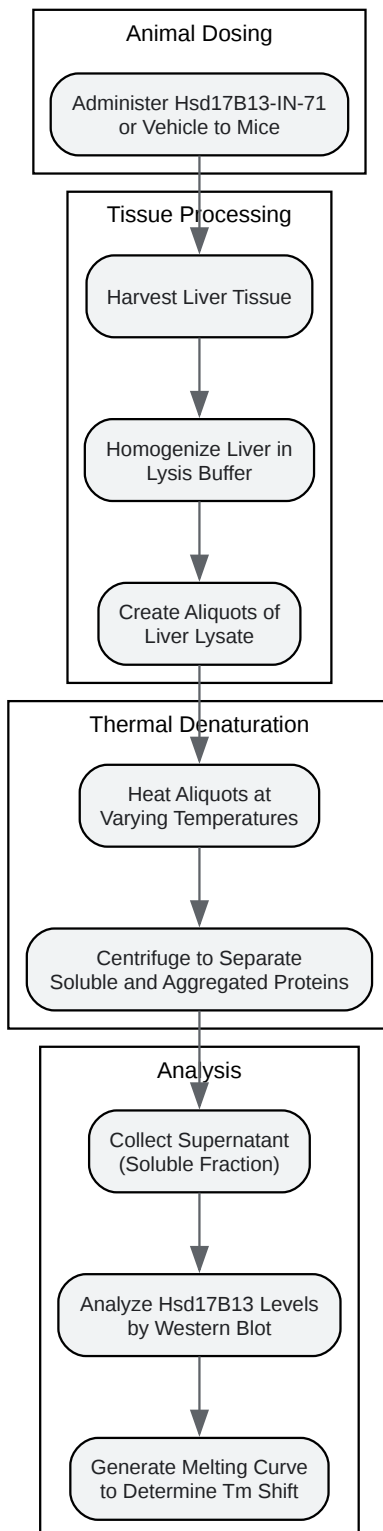 Animal Dosing
Administer Hsd17B13-IN-71
or Vehicle to Mice
Tissue Processing
Harvest Liver Tissue
Homogenize Liver in
Lysis Buffer
Create Aliquots of
Liver Lysate
Thermal Denaturation
Heat Aliquots at
Varying Temperatures
Centrifuge to Separate
Soluble and Aggregated Proteins
Analysis
Collect Supernatant
(Soluble Fraction)
Analyze Hsd17B13 Levels
by Western Blot
Generate Melting Curve
to Determine Tm Shift